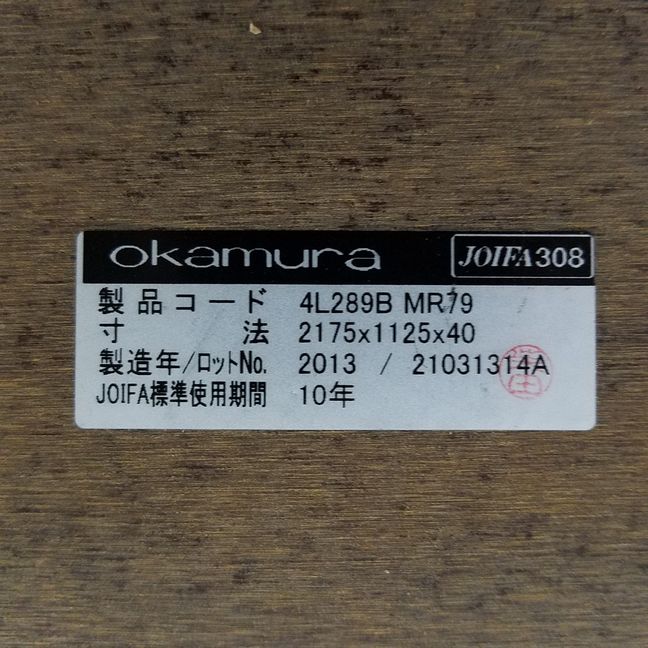 okamura JOIFA308
製品コード 4L289B MR79
寸法 2175x1125x40
製造年/ロットNo. 2013 / 21031314A
JOIFA標準使用期間 10年